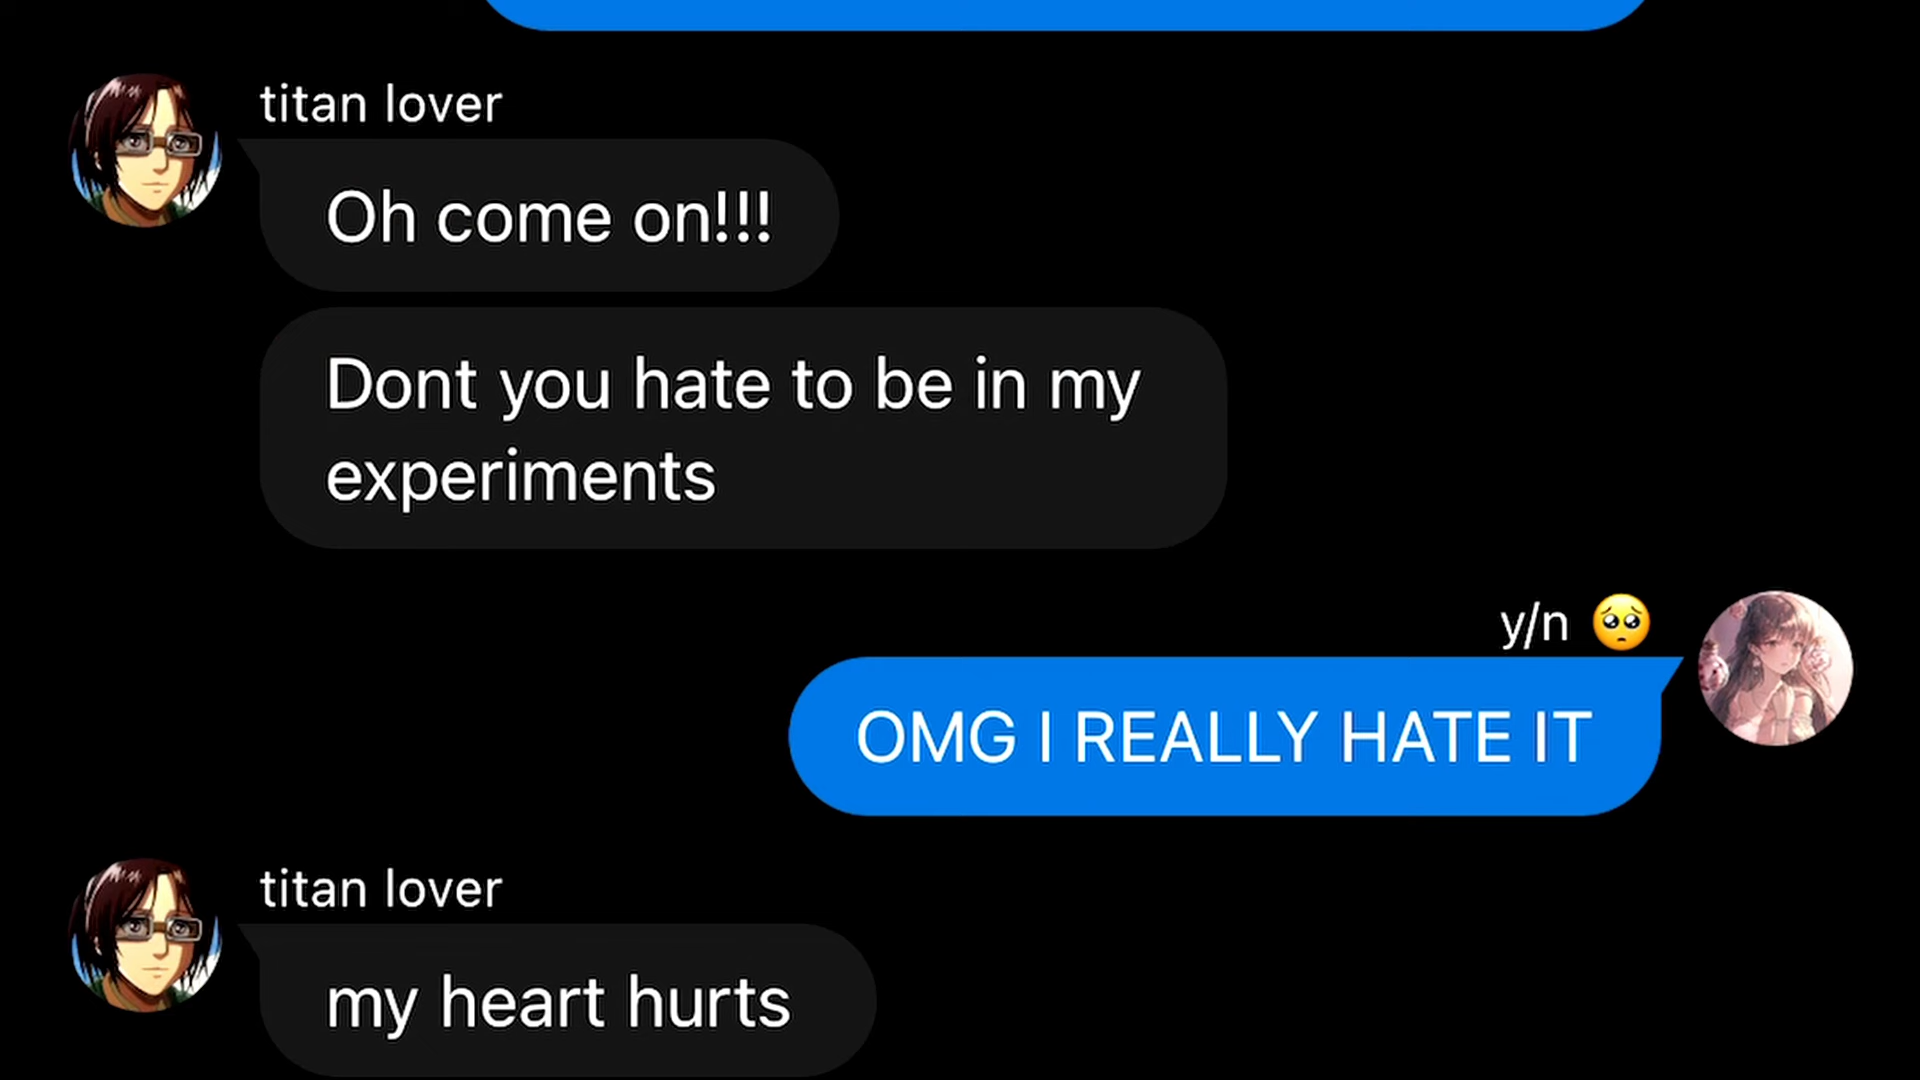 titan lover
Oh come on!!!
Dont you hate to be in my
experiments
y/n 🥺
OMG I REALLY HATE IT
titan lover
my heart hurts